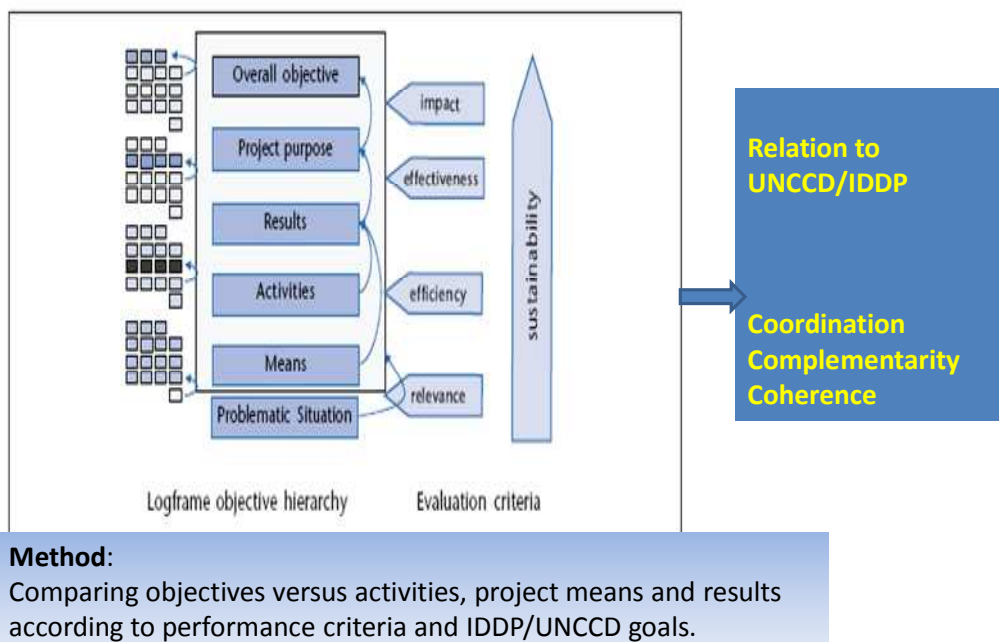 Overall objective
Project purpose
Results
Activities
Means
Problematic Situation
impact
effectiveness
efficiency
relevance
sustainability
Logframe objective hierarchy
Evaluation criteria
Relation to
UNCCD/IDDP
Coordination
Complementarity
Coherence
Method:
Comparing objectives versus activities, project means and results
according to performance criteria and IDDP/UNCCD goals.